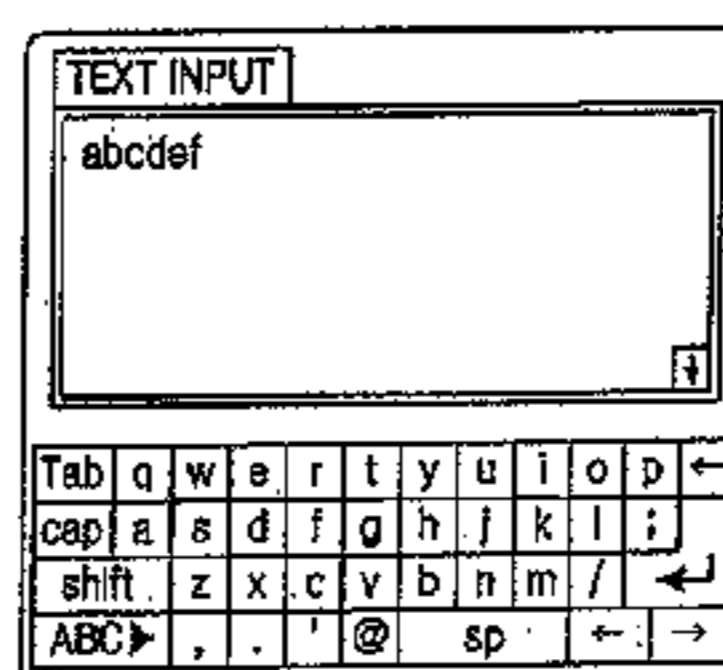 TEXT INPUT
abcdef
Tab q w e r t y u i o p ←
cap a s d f g h j k l ;
shift z x c v b n m / ↵
ABC▶ , . ' @ sp ← →